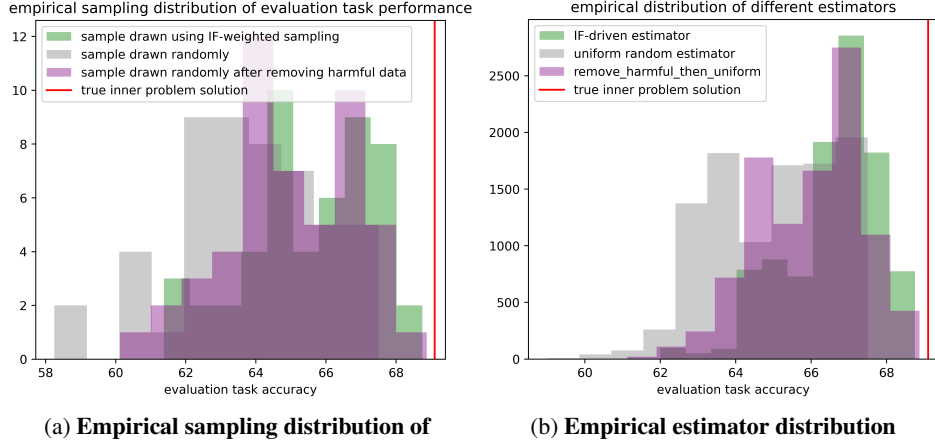 empirical sampling distribution of evaluation task performance
sample drawn using IF-weighted sampling
sample drawn randomly
sample drawn randomly after removing harmful data
true inner problem solution
12
10
8
6
4
2
0
58
60
62
64
66
68
evaluation task accuracy
(a) Empirical sampling distribution of
empirical distribution of different estimators
IF-driven estimator
uniform random estimator
remove_harmful_then_uniform
true inner problem solution
2500
2000
1500
1000
500
0
60
62
64
66
68
evaluation task accuracy
(b) Empirical estimator distribution